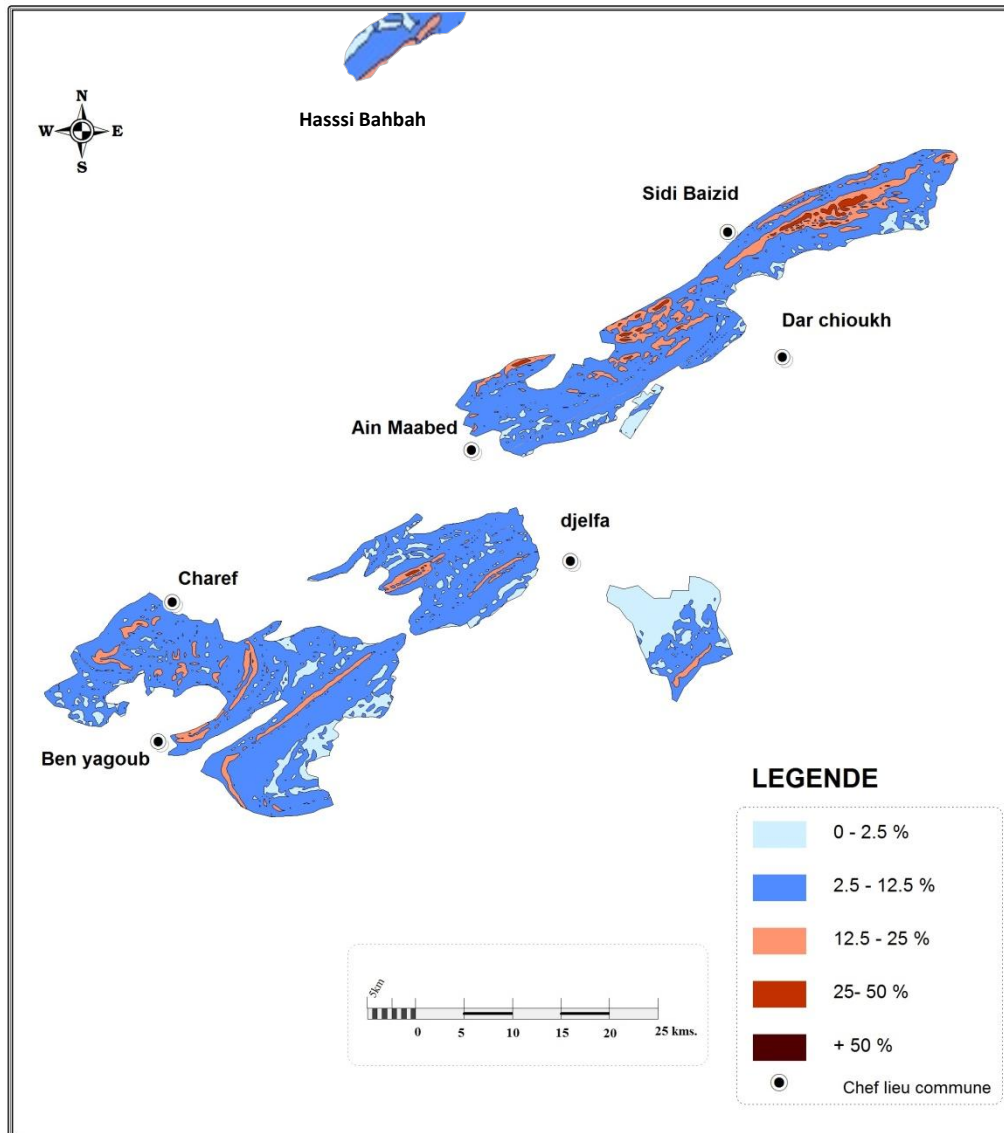 Hasssi Bahbah
N
W E
S
Sidi Baizid
Dar chioukh
Ain Maabed
djelfa
Charef
Ben yagoub
LEGENDE
0 - 2.5 %
2.5 - 12.5 %
12.5 - 25 %
25- 50 %
+ 50 %
Chef lieu commune
5km
0 5 10 15 20 25 kms.